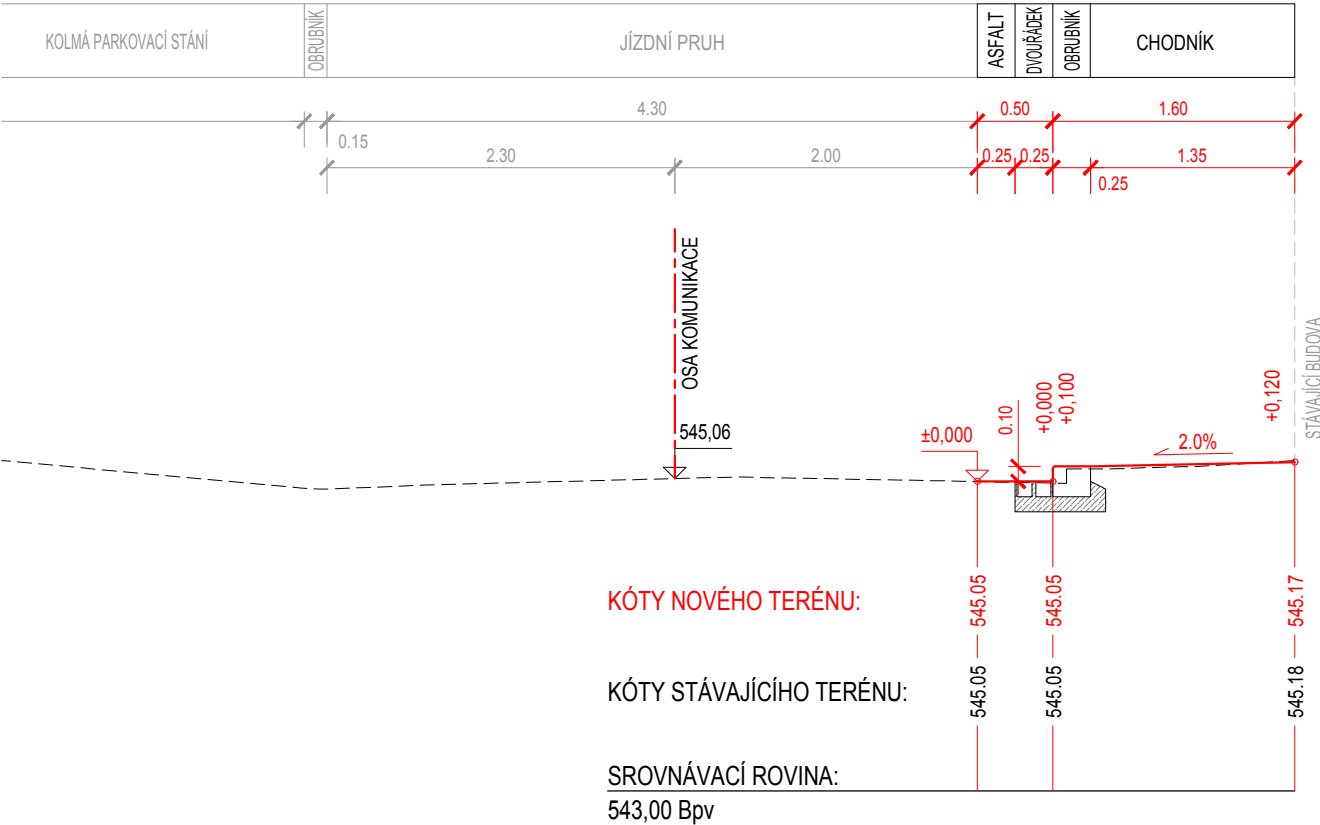 KOLMÁ PARKOVACÍ STÁNÍ
OBRUBNÍK
JÍZDNÍ PRUH
ASFALT
DVOUŘÁDEK
OBRUBNÍK
CHODNÍK
4.30
0.50
1.60
0.15
2.30
2.00
0.25
0.25
1.35
0.25
OSA KOMUNIKACE
STÁVAJÍCÍ BUDOVA
545,06
±0,000
0.10
+0,000
+0,100
2.0%
+0,120
KÓTY NOVÉHO TERÉNU:
545.05
545.05
545.17
KÓTY STÁVAJÍCÍHO TERÉNU:
545.05
545.05
545.18
SROVNÁVACÍ ROVINA:
543,00 Bpv